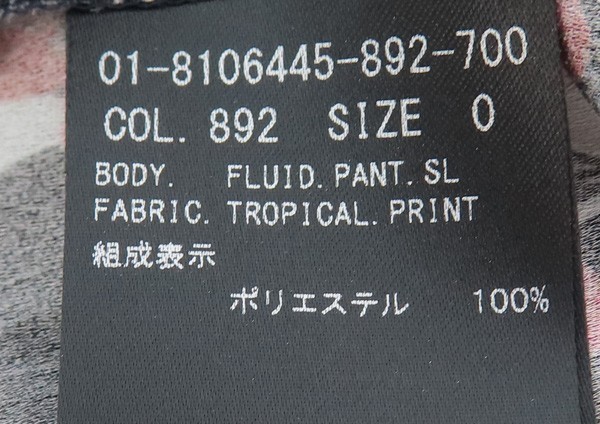 01-8106445-892-700
COL. 892 SIZE 0
BODY. FLUID.PANT.SL
FABRIC. TROPICAL.PRINT
組成表示
ポリエステル 100%